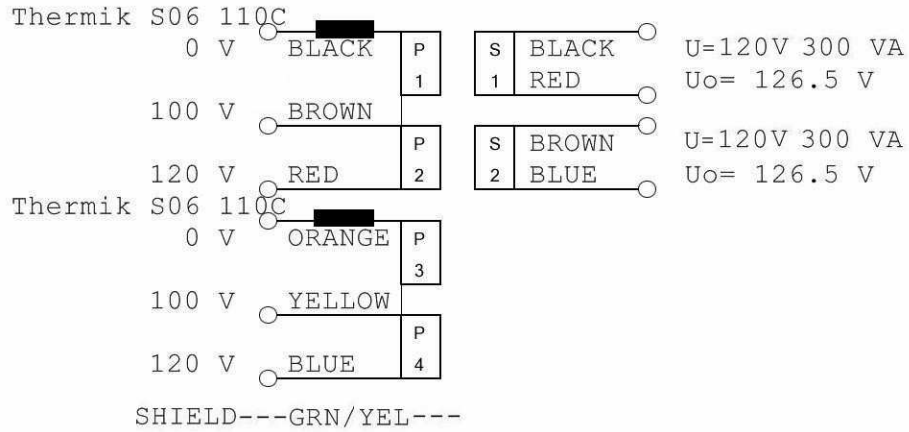 Thermik S06 110C
0 V BLACK P 1 S 1 BLACK U=120V 300 VA
RED Uo= 126.5 V
100 V BROWN
P 2 S 2 BROWN U=120V 300 VA
120 V RED BLUE Uo= 126.5 V
Thermik S06 110C
0 V ORANGE P 3
100 V YELLOW
P 4
120 V BLUE
SHIELD---GRN/YEL---